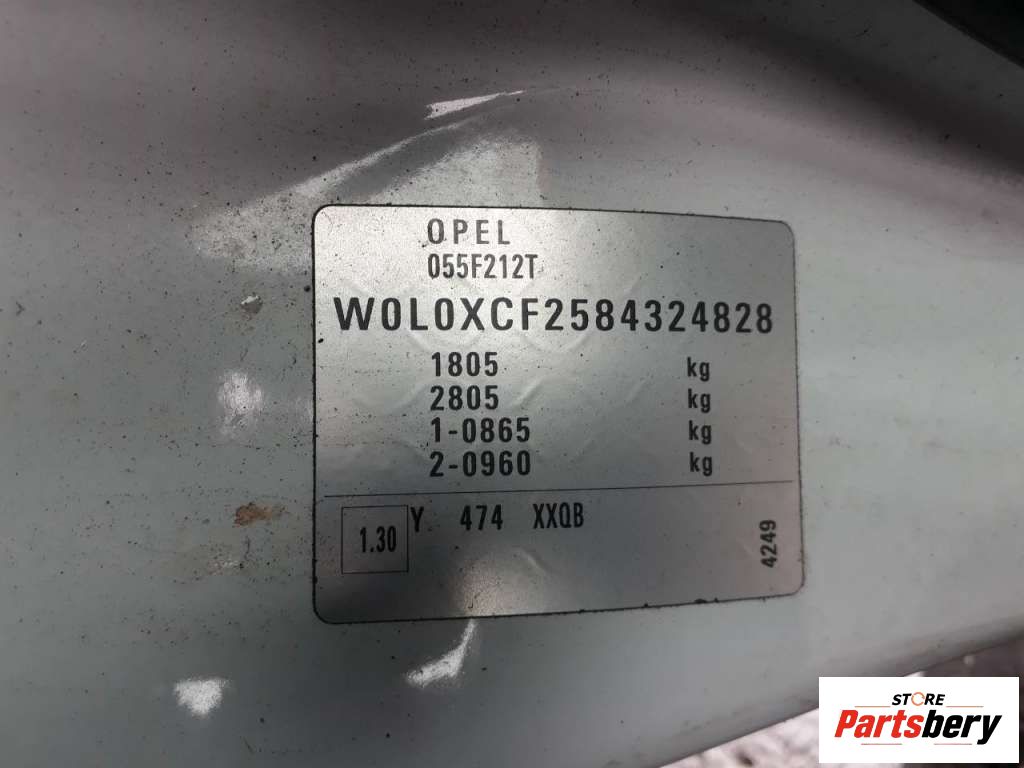 OPEL
055F212T
W0L0XCF2584324828
1805 kg
2805 kg
1-0865 kg
2-0960 kg
1.30 Y 474 XXQB
4249
STORE
Partsbery